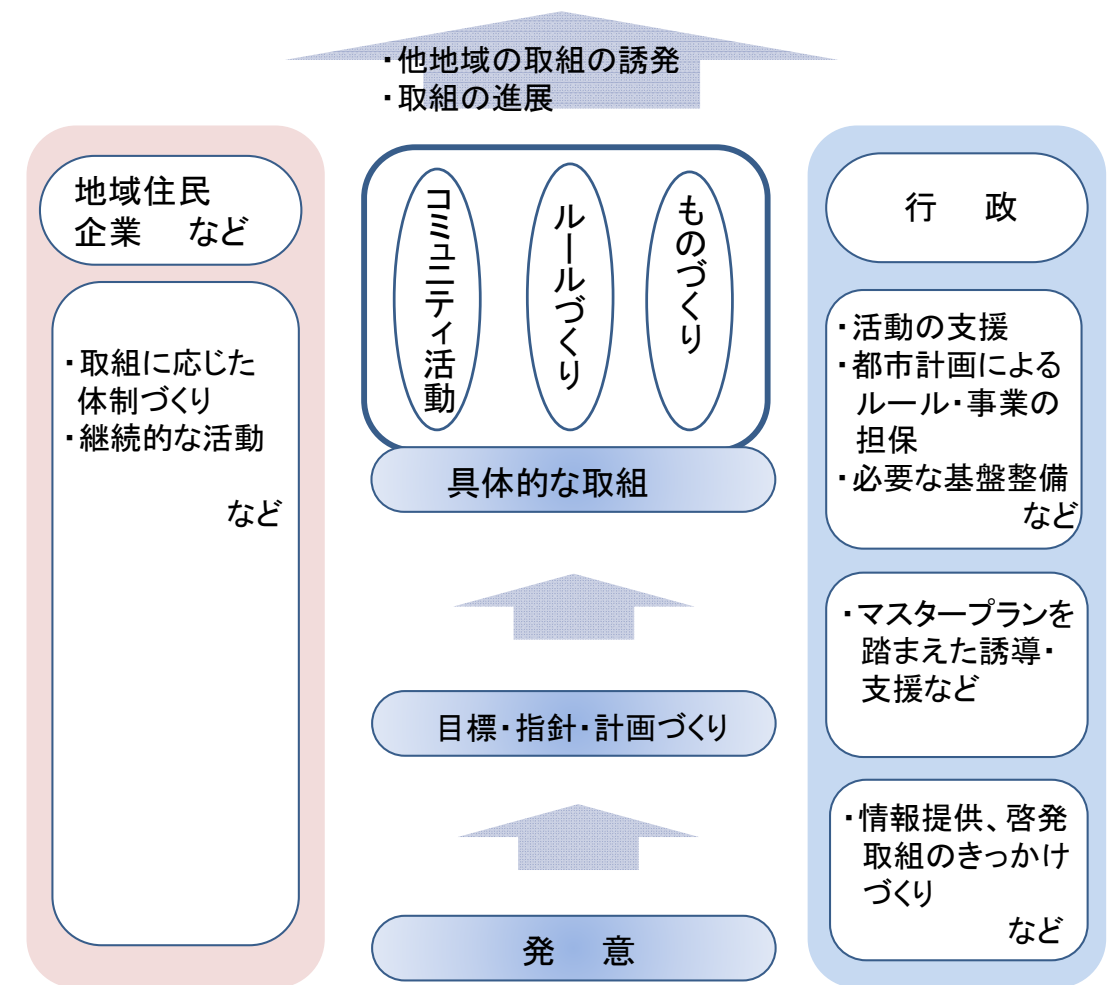 ・他地域の取組の誘発
・取組の進展
地域住民
企業　など
・取組に応じた
体制づくり
・継続的な活動
など
コミュニティ活動
ルールづくり
ものづくり
具体的な取組
目標・指針・計画づくり
発　意
行　政
・活動の支援
・都市計画による
ルール・事業の
担保
・必要な基盤整備
など
・マスタープランを
踏まえた誘導・
支援など
・情報提供、啓発
取組のきっかけ
づくり
など